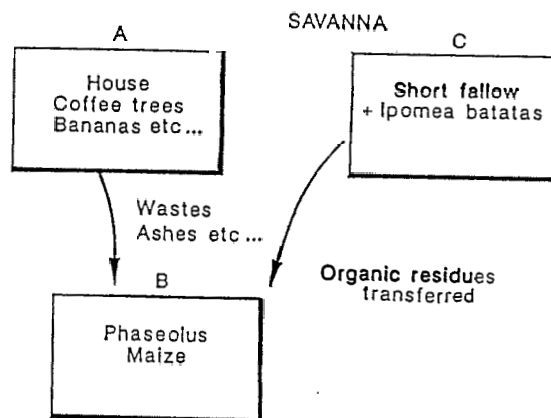 SAVANNA
A
House
Coffee trees
Bananas etc...
C
Short fallow
+ Ipomea batatas
Wastes
Ashes etc...
Organic residues
transferred
B
Phaseolus
Maize